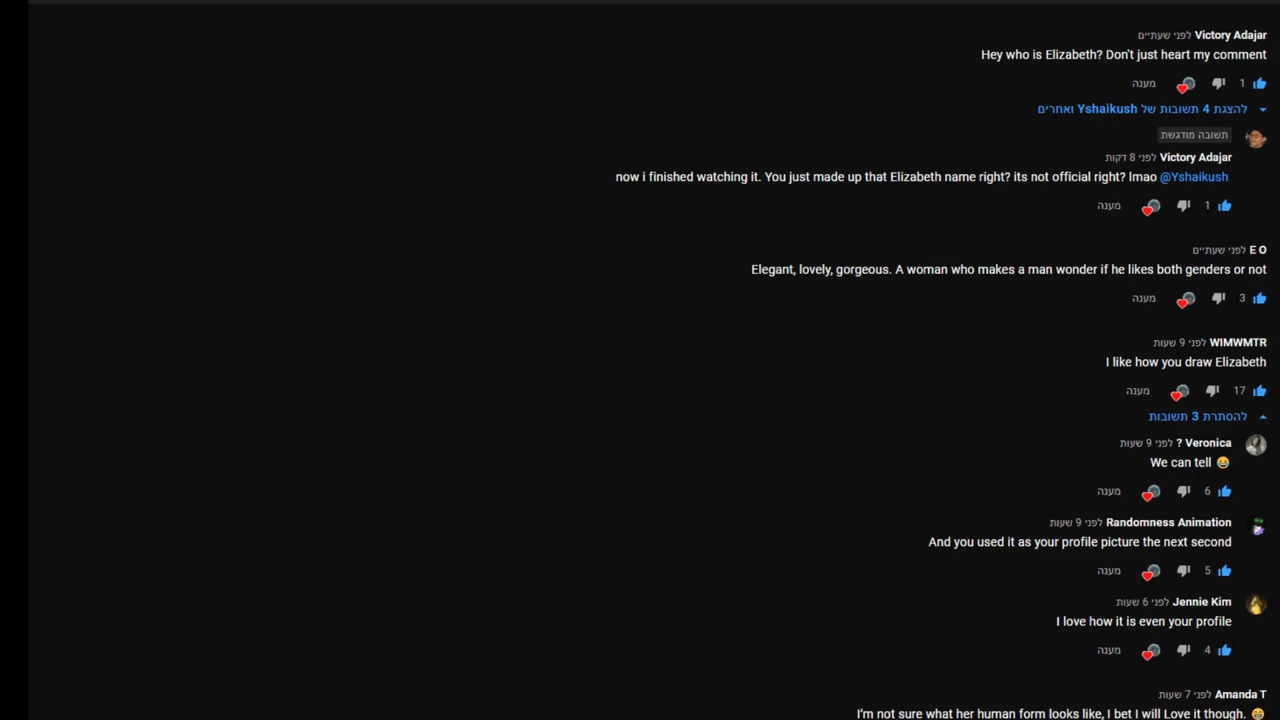 Victory Adajar לפני שעתיים
Hey who is Elizabeth? Don't just heart my comment
1 מענה
להצגת 4 תשובות של Yshaikush ואחרים
תשובה מודגשת
Victory Adajar לפני 8 דקות
now i finished watching it. You just made up that Elizabeth name right? its not official right? lmao @Yshaikush
1 מענה
E O לפני שעתיים
Elegant, lovely, gorgeous. A woman who makes a man wonder if he likes both genders or not
3 מענה
WIMWMTR לפני 9 שעות
I like how you draw Elizabeth
17 מענה
להסתרת 3 תשובות
? Veronica לפני 9 שעות
We can tell 😂
6 מענה
Randomness Animation לפני 9 שעות
And you used it as your profile picture the next second
5 מענה
Jennie Kim לפני 6 שעות
I love how it is even your profile
4 מענה
Amanda T לפני 7 שעות
I'm not sure what her human form looks like, I bet I will Love it though. 😁